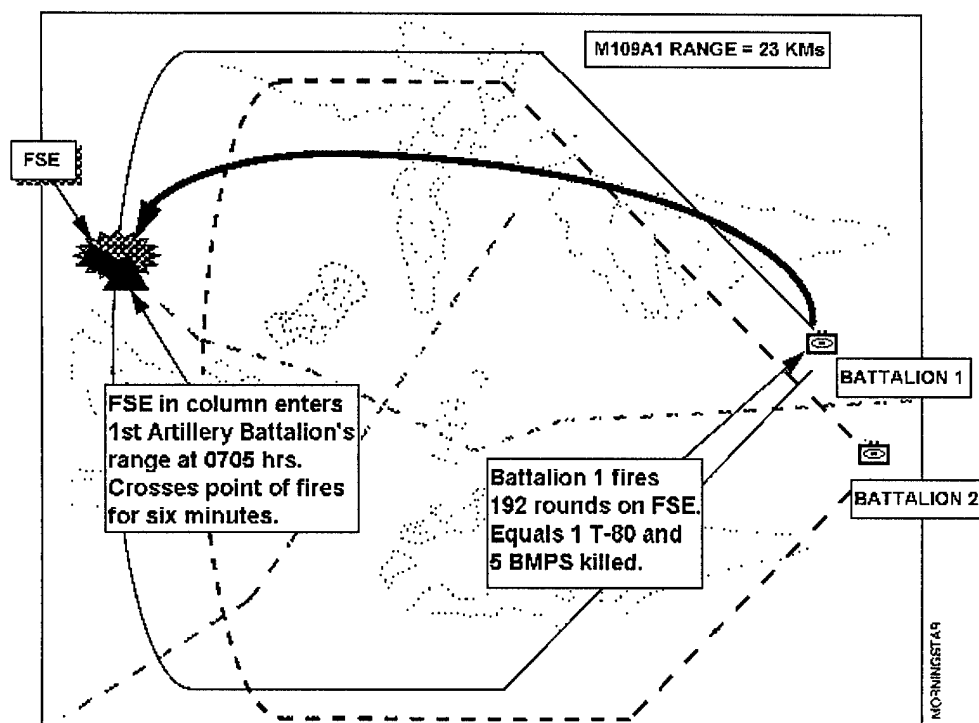 M109A1 RANGE = 23 KMs
FSE
BATTALION 1
FSE in column enters
1st Artillery Battalion's
range at 0705 hrs.
Crosses point of fires
for six minutes.
Battalion 1 fires
192 rounds on FSE.
Equals 1 T-80 and
5 BMPS killed.
BATTALION 2
MORNINGSTAR